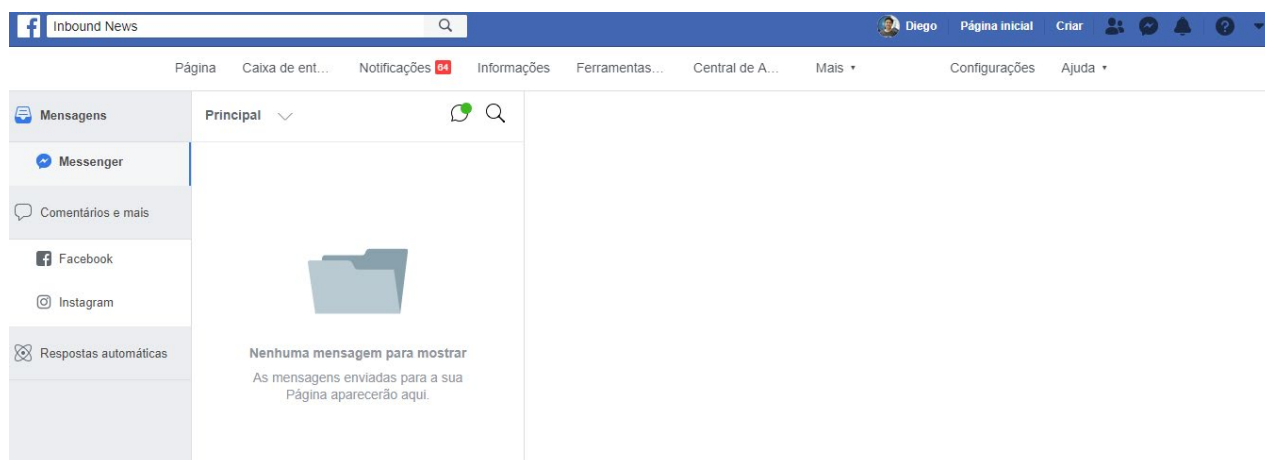 Inbound News
Diego Página inicial Criar
Página Caixa de ent... Notificações 64 Informações Ferramentas... Central de A... Mais Configurações Ajuda
Mensagens
Messenger
Comentários e mais
Facebook
Instagram
Respostas automáticas
Principal
Nenhuma mensagem para mostrar
As mensagens enviadas para a sua
Página aparecerão aqui.